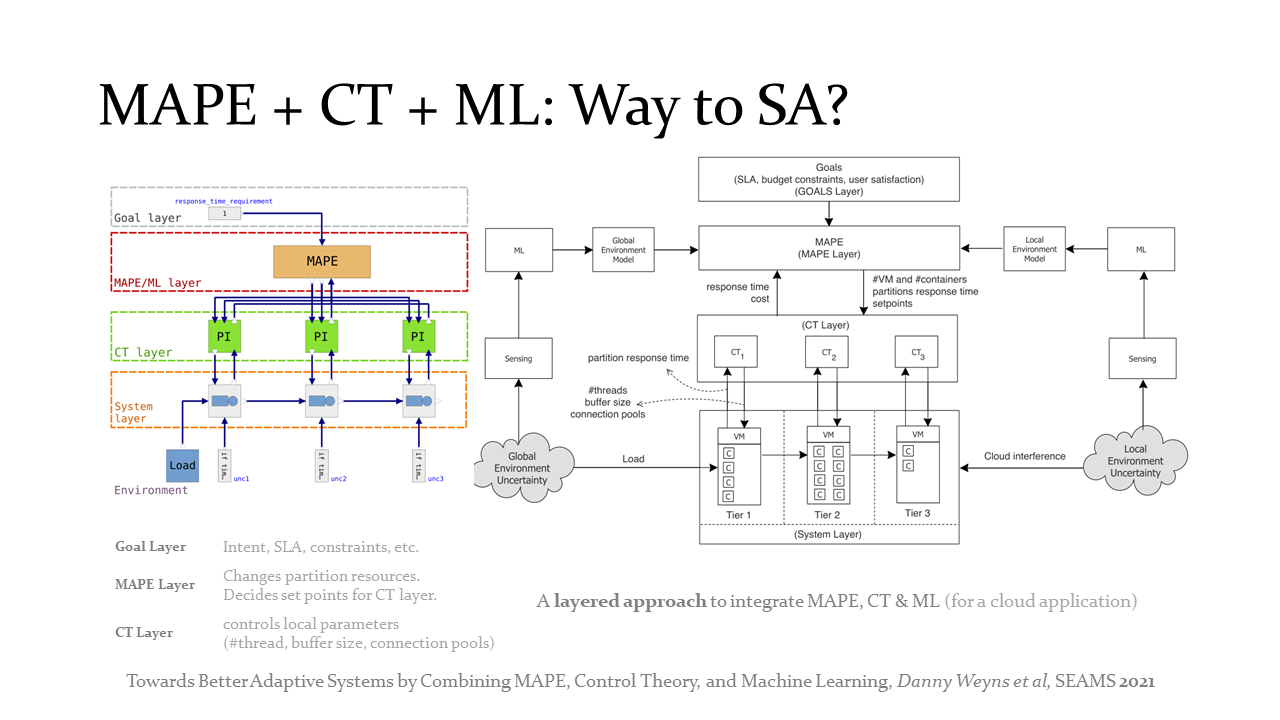 MAPE + CT + ML: Way to SA?
response_time_requirement
1
Goal layer
MAPE
MAPE/ML layer
PI
PI
PI
CT layer
System
layer
Load
if tim…
unc1
if tim…
unc2
if tim…
unc3
Environment
Goals
(SLA, budget constraints, user satisfaction)
(GOALS Layer)
ML
Global
Environment
Model
MAPE
(MAPE Layer)
Local
Environment
Model
ML
response time
cost
#VM and #containers
partitions response time
setpoints
(CT Layer)
Sensing
partition response time
CT1
CT2
CT3
Sensing
#threads
buffer size
connection pools
Global
Environment
Uncertainty
Load
VM
C
C
C
C
Tier 1
VM
C C
C C
C C
C C
Tier 2
VM
C
C
Tier 3
Cloud interference
Local
Environment
Uncertainty
(System Layer)
Goal Layer
Intent, SLA, constraints, etc.
MAPE Layer
Changes partition resources.
Decides set points for CT layer.
CT Layer
controls local parameters
(#thread, buffer size, connection pools)
A layered approach to integrate MAPE, CT & ML (for a cloud application)
Towards Better Adaptive Systems by Combining MAPE, Control Theory, and Machine Learning, Danny Weyns et al, SEAMS 2021